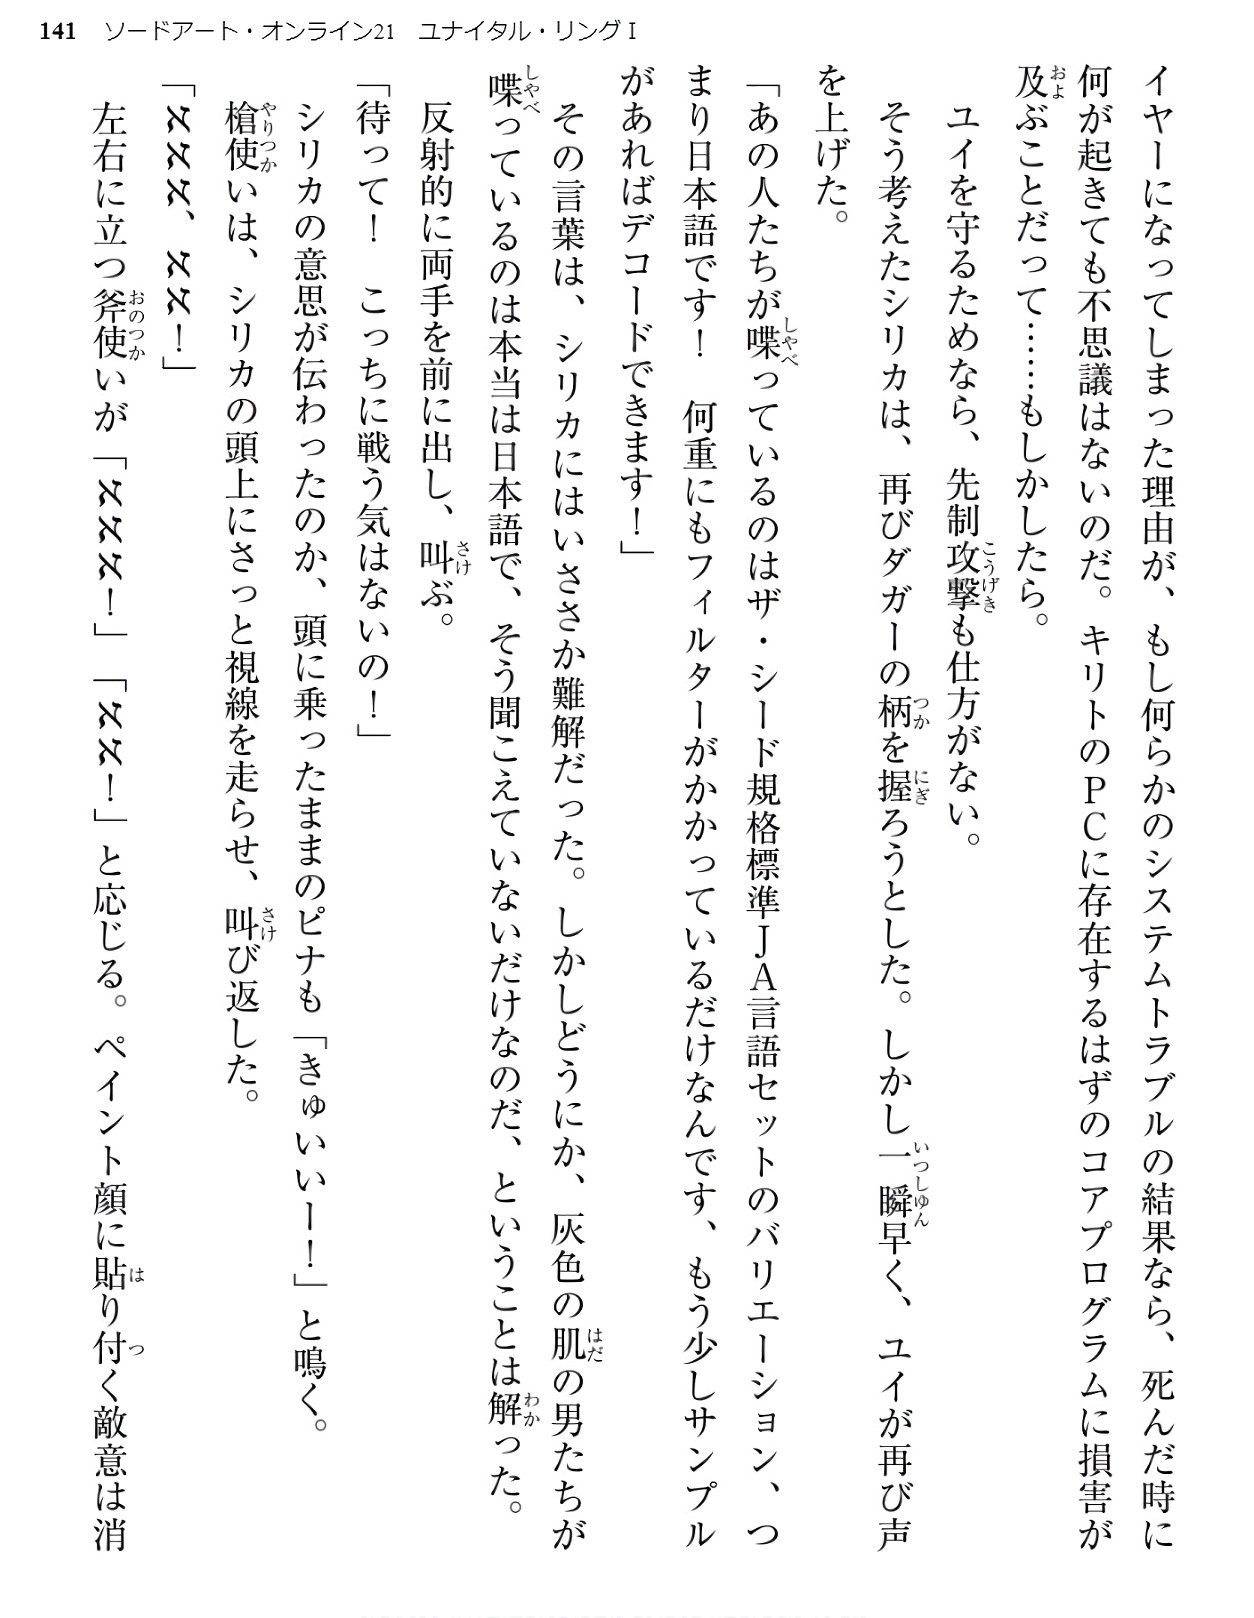 141 ソードアート・オンライン21 ユナイタル・リングⅠ
イヤーになってしまった理由が、もし何らかのシステムトラブルの結果なら、死んだ時に
何が起きても不思議はないのだ。キリトのPCに存在するはずのコアプログラムに損害が
及ぶことだって……もしかしたら。
ユイを守るためなら、先制攻撃も仕方がない。
そう考えたシリカは、再びダガーの柄を握ろうとした。しかし一瞬早く、ユイが再び声
を上げた。
「あの人たちが喋っているのはザ・シード規格標準JA言語セットのバリエーション、つ
まり日本語です！　何重にもフィルターがかかっているだけなんです、もう少しサンプル
があればデコードできます！」
その言葉は、シリカにはいささか難解だった。しかしどうにか、灰色の肌の男たちが
喋っているのは本当は日本語で、そう聞こえていないだけなのだ、ということは解った。
反射的に両手を前に出し、叫ぶ。
「待って！　こっちに戦う気はないの！」
シリカの意思が伝わったのか、頭に乗ったままのピナも「きゅいいー！」と鳴く。
槍使いは、シリカの頭上にさっと視線を走らせ、叫び返した。
「אאא、אא！」
左右に立つ斧使いが「אאא！」「אא！」と応じる。ペイント顔に貼り付く敵意は消